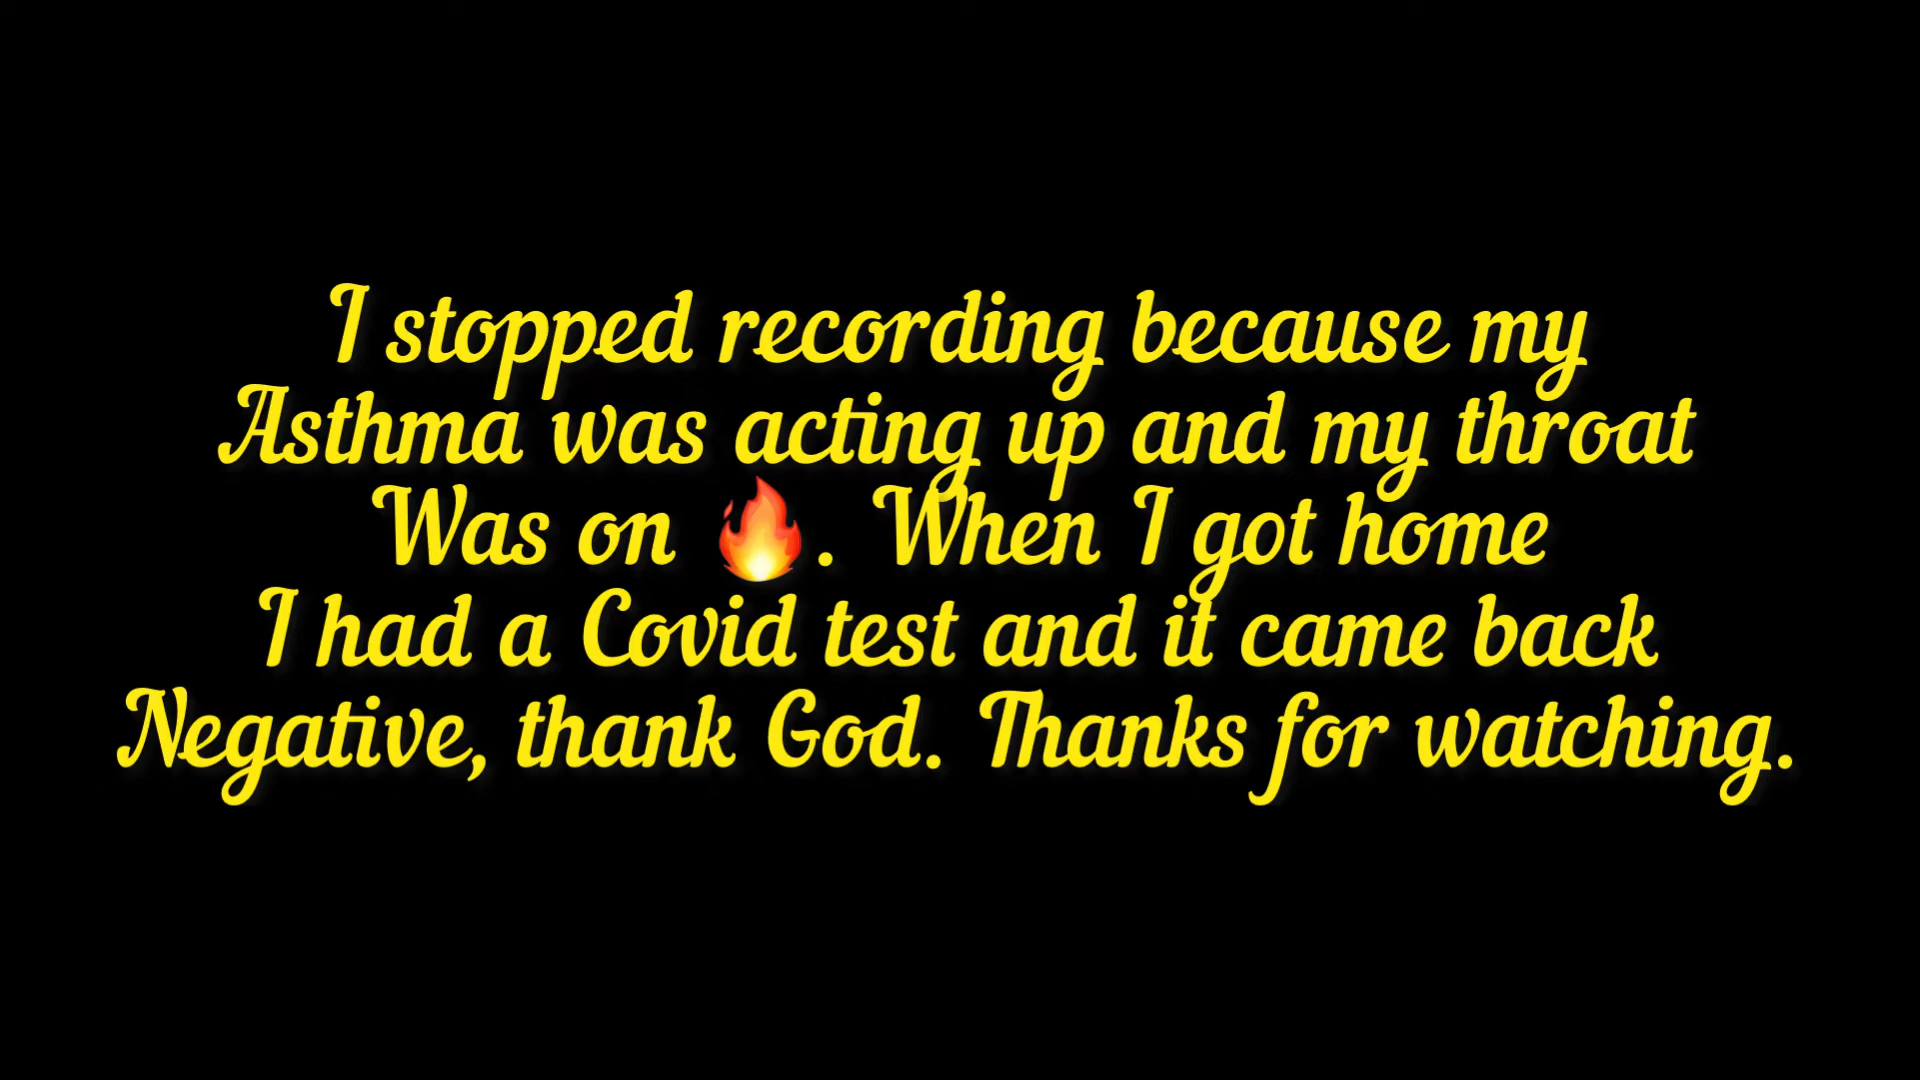 I stopped recording because my
Asthma was acting up and my throat
Was on 🔥. When I got home
I had a Covid test and it came back
Negative, thank God. Thanks for watching.